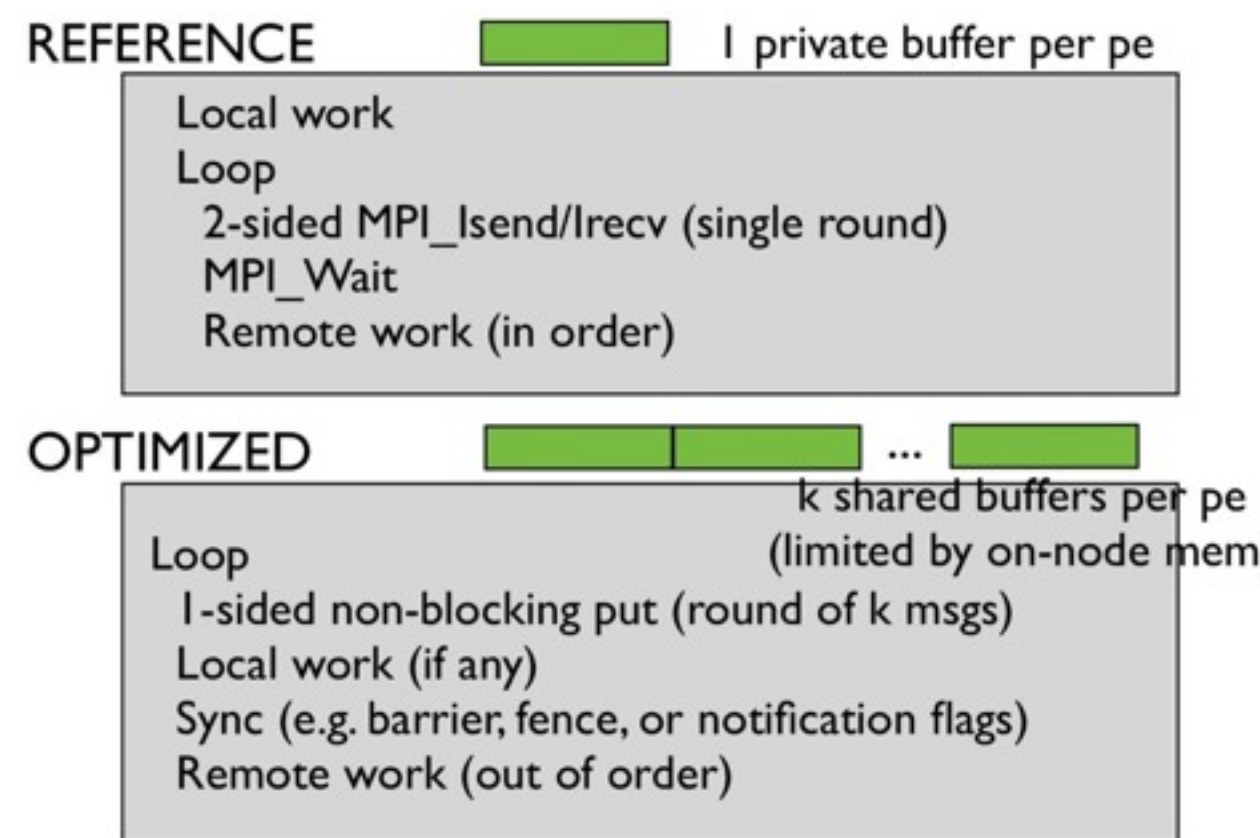 REFERENCE 1 private buffer per pe
Local work
Loop
2-sided MPI_Isend/Irecv (single round)
MPI_Wait
Remote work (in order)
OPTIMIZED ...
k shared buffers per pe
(limited by on-node mem
Loop
1-sided non-blocking put (round of k msgs)
Local work (if any)
Sync (e.g. barrier, fence, or notification flags)
Remote work (out of order)